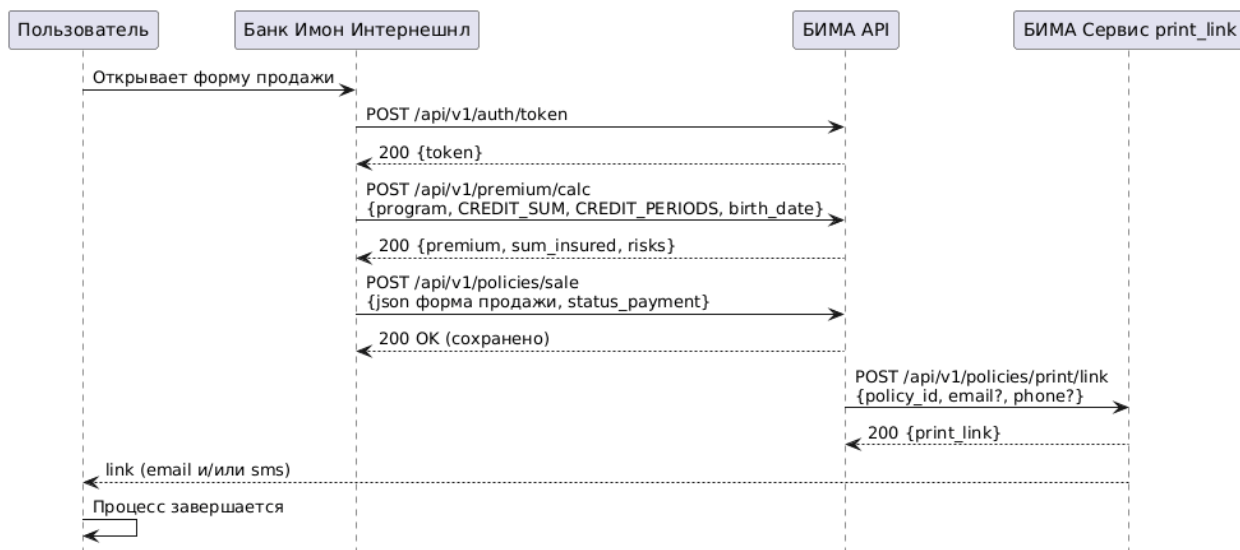 Пользователь
Банк Имон Интернешнл
БИМА API
БИМА Сервис print_link
Открывает форму продажи
POST /api/v1/auth/token
200 {token}
POST /api/v1/premium/calc
{program, CREDIT_SUM, CREDIT_PERIODS, birth_date}
200 {premium, sum_insured, risks}
POST /api/v1/policies/sale
{json форма продажи, status_payment}
200 OK (сохранено)
POST /api/v1/policies/print/link
{policy_id, email?, phone?}
200 {print_link}
link (email и/или sms)
Процесс завершается